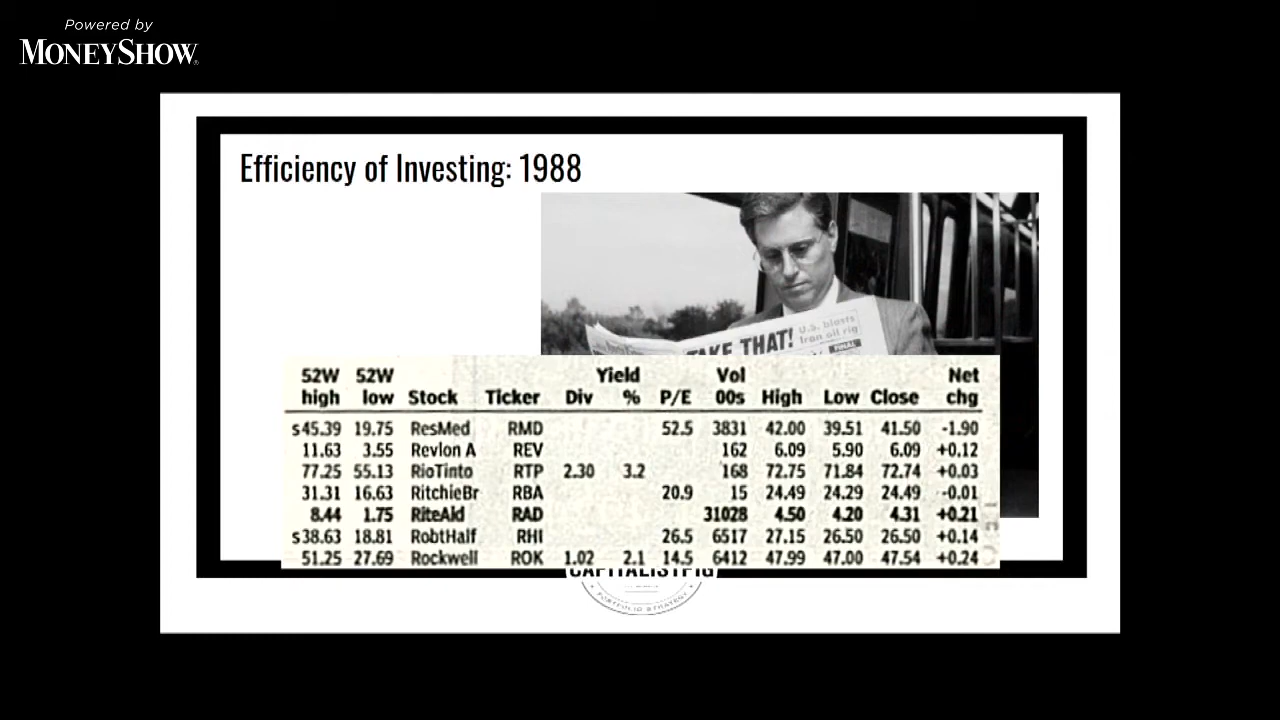 Powered by
MONEYSHOW
Efficiency of Investing: 1988
TAKE THAT!
U.S. blasts
Iran oil rig
FINAL
52W 52W Yield Vol Net
high low Stock Ticker Div % P/E 00s High Low Close chg
s45.39 19.75 ResMed RMD 52.5 3831 42.00 39.51 41.50 -1.90
11.63 3.55 Revlon A REV 162 6.09 5.90 6.09 +0.12
77.25 55.13 RioTinto RTP 2.30 3.2 168 72.75 71.84 72.74 +0.03
31.31 16.63 RitchieBr RBA 20.9 15 24.49 24.29 24.49 -0.01
8.44 1.75 RiteAid RAD 31028 4.50 4.20 4.31 +0.21
s38.63 18.81 RobtHalf RHI 26.5 6517 27.15 26.50 26.50 +0.14
51.25 27.69 Rockwell ROK 1.02 2.1 14.5 6412 47.99 47.00 47.54 +0.24
CAPITALISTPIG
PORTFOLIO STRATEGY